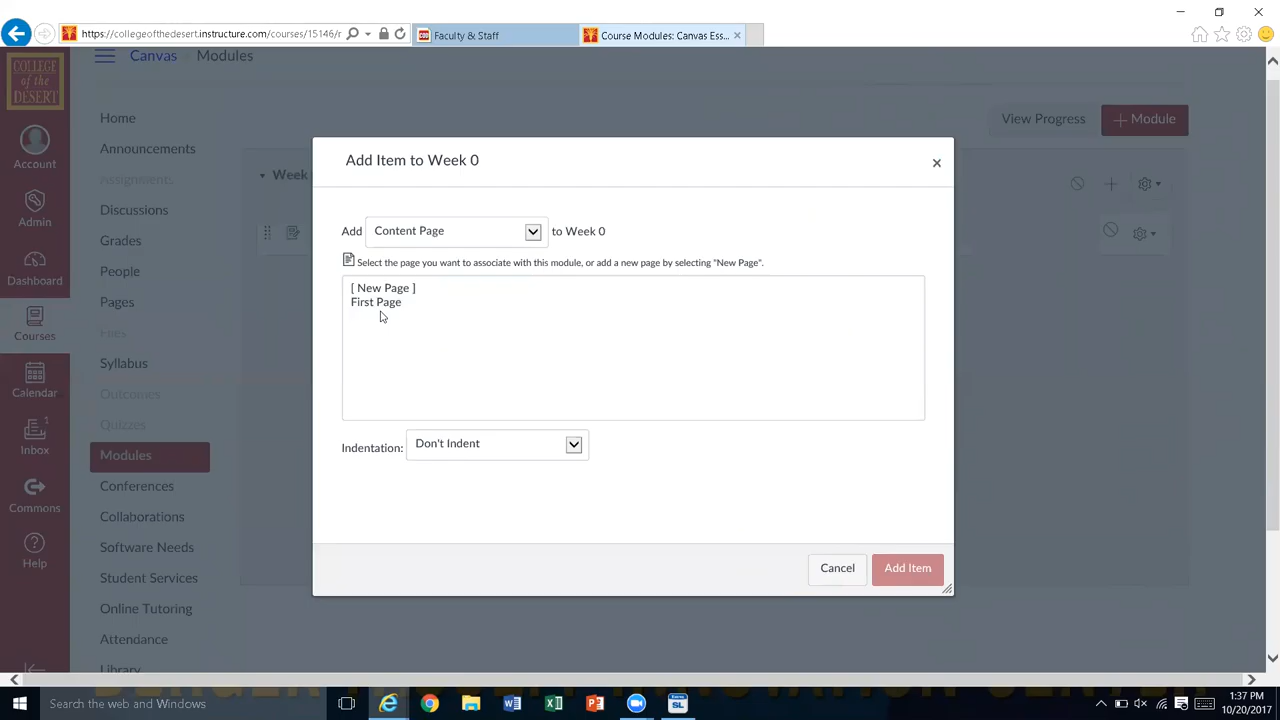 https://collegeofthedesert.instructure.com/courses/15146/r
Faculty & Staff
Course Modules: Canvas Ess...
COLLEGE
of the
DESERT
Canvas
Modules
Account
Admin
Dashboard
Courses
Calendar
1
Inbox
Commons
Help
Home
Announcements
Assignments
Discussions
Grades
People
Pages
Files
Syllabus
Outcomes
Quizzes
Modules
Conferences
Collaborations
Software Needs
Student Services
Online Tutoring
Attendance
Library
View Progress
+ Module
Week
Add Item to Week 0
×
Add Content Page to Week 0
Select the page you want to associate with this module, or add a new page by selecting "New Page".
[ New Page ]
First Page
Indentation: Don't Indent
Cancel
Add Item
Search the web and Windows
1:37 PM
10/20/2017